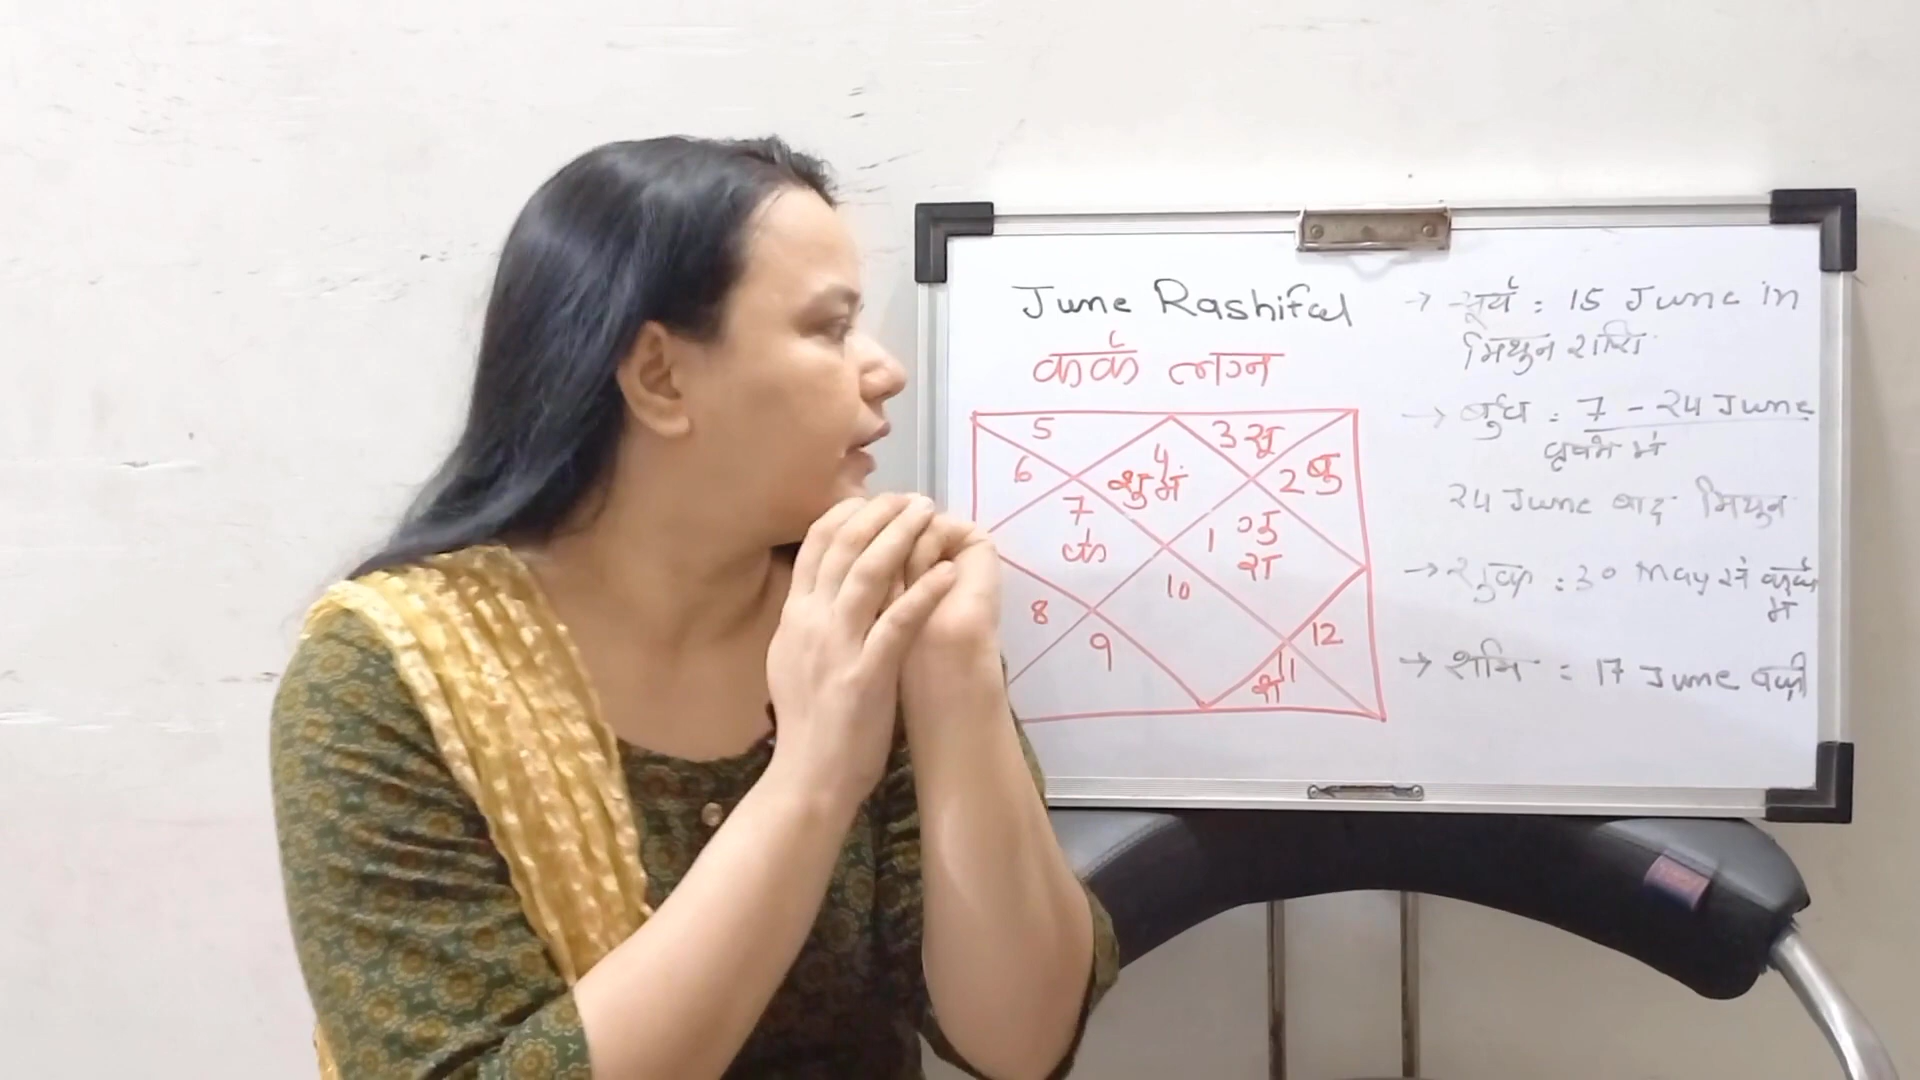 June Rashifal
कर्क लग्न
5
3 सू
6
4
2 बु
शु मं
7
1 गु
के
रा
10
8
12
9
11
श
→ सूर्य : 15 June in
मिथुन राशि
→ बुध : 7 - 24 June
वृषभ में
24 June बाद मिथुन
→ शुक्र : 30 May से कर्क
में
→ शनि = 17 June वक्री